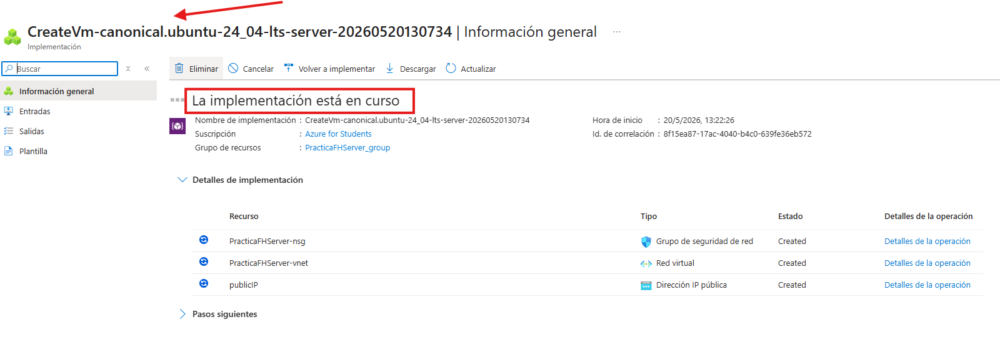 CreateVm-canonical.ubuntu-24_04-lts-server-20260520130734 | Información general ...
Implementación
Buscar
Eliminar Cancelar Volver a implementar Descargar Actualizar
Información general
Entradas
Salidas
Plantilla
La implementación está en curso
Nombre de implementación : CreateVm-canonical.ubuntu-24_04-lts-server-20260520130734 Hora de inicio : 20/5/2026, 13:22:26
Suscripción : Azure for Students Id. de correlación : 8f15ea87-17ac-4040-b4c0-639fe36eb572
Grupo de recursos : PracticaFHServer_group
Detalles de implementación
Recurso Tipo Estado Detalles de la operación
PracticaFHServer-nsg Grupo de seguridad de red Created Detalles de la operación
PracticaFHServer-vnet Red virtual Created Detalles de la operación
publicIP Dirección IP pública Created Detalles de la operación
Pasos siguientes